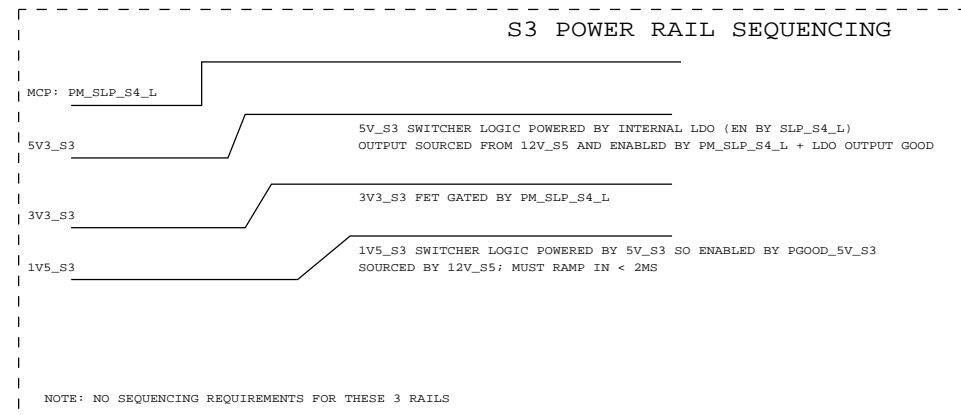 S3 POWER RAIL SEQUENCING
MCP: PM_SLP_S4_L
5V3_S3
5V_S3 SWITCHER LOGIC POWERED BY INTERNAL LDO (EN BY SLP_S4_L)
OUTPUT SOURCED FROM 12V_S5 AND ENABLED BY PM_SLP_S4_L + LDO OUTPUT GOOD
3V3_S3
3V3_S3 FET GATED BY PM_SLP_S4_L
1V5_S3
1V5_S3 SWITCHER LOGIC POWERED BY 5V_S3 SO ENABLED BY PGOOD_5V_S3
SOURCED BY 12V_S5; MUST RAMP IN < 2MS
NOTE: NO SEQUENCING REQUIREMENTS FOR THESE 3 RAILS